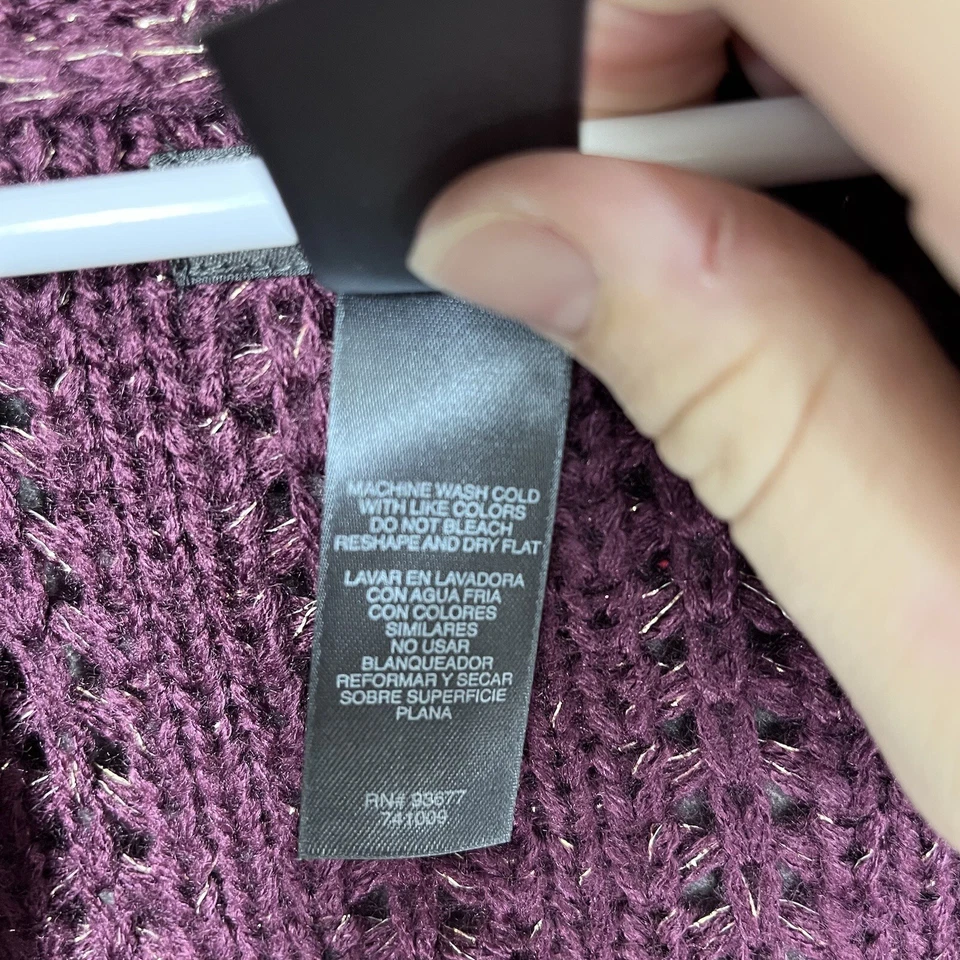 MACHINE WASH COLD
WITH LIKE COLORS
DO NOT BLEACH
RESHAPE AND DRY FLAT
LAVAR EN LAVADORA
CON AGUA FRIA
CON COLORES
SIMILARES
NO USAR
BLANQUEADOR
REFORMAR Y SECAR
SOBRE SUPERFICIE
PLANA
RN# 93677
741009